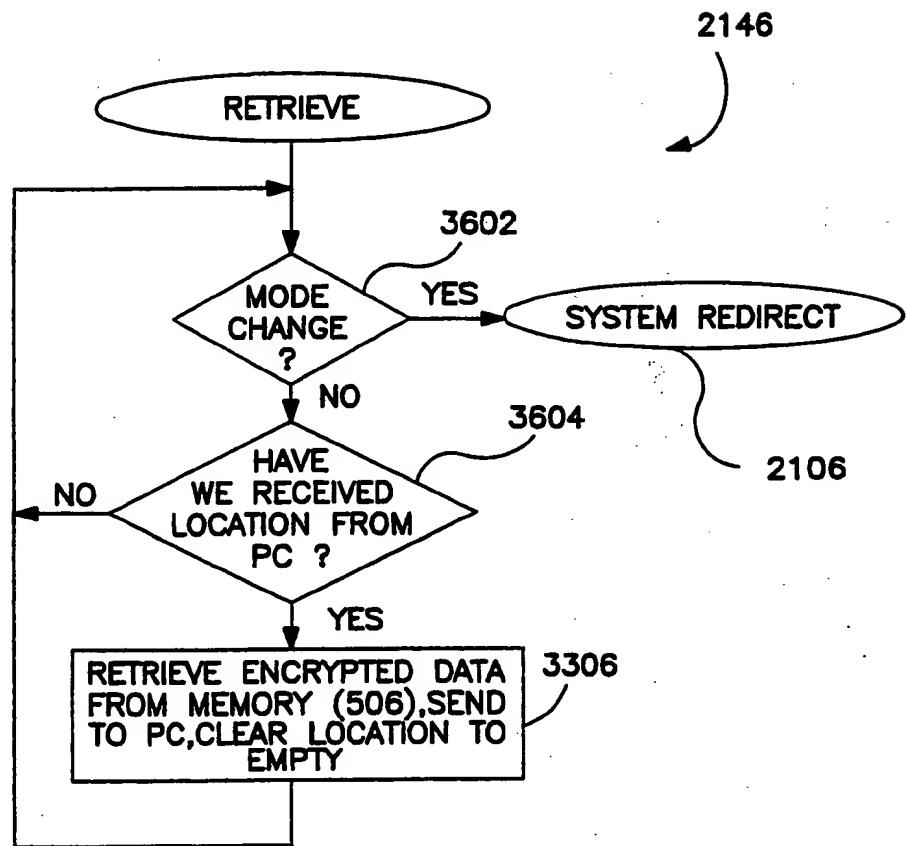 2146
RETRIEVE
3602
MODE
CHANGE
?
YES
SYSTEM REDIRECT
NO
3604
2106
HAVE
WE RECEIVED
LOCATION FROM
PC ?
NO
YES
RETRIEVE ENCRYPTED DATA
FROM MEMORY (506),SEND
TO PC,CLEAR LOCATION TO
EMPTY
3306